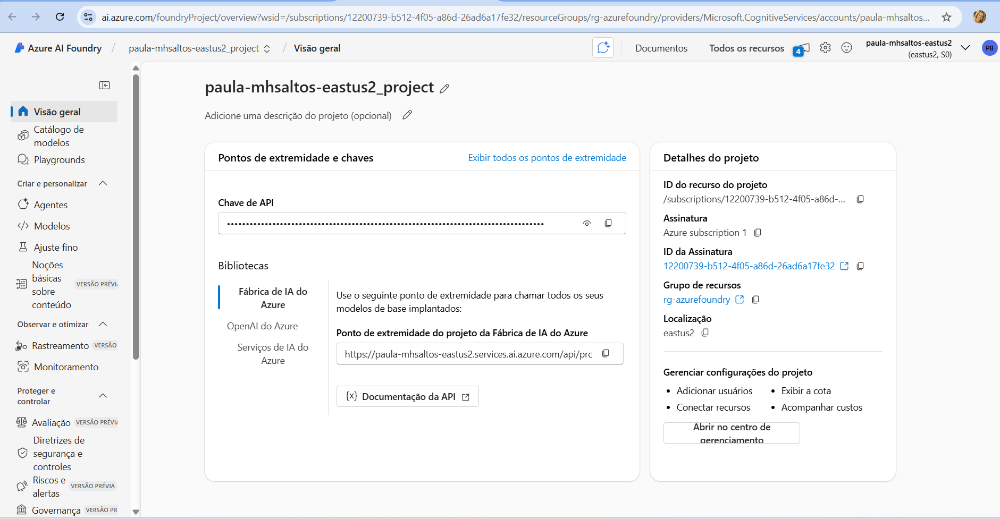 ai.azure.com/foundryProject/overview?wsid=/subscriptions/12200739-b512-4f05-a86d-26ad6a17fe32/resourceGroups/rg-azurefoundry/providers/Microsoft.CognitiveServices/accounts/paula-mhsaltos...
Azure AI Foundry / paula-mhsaltos-eastus2_project / Visão geral
Documentos
Todos os recursos
4
paula-mhsaltos-eastus2
(eastus2, S0)
PB
Visão geral
Catálogo de
modelos
Playgrounds
Criar e personalizar
Agentes
Modelos
Ajuste fino
Noções
básicas
sobre
conteúdo
VERSÃO PRÉVI
Observar e otimizar
Rastreamento VERSÃO
Monitoramento
Proteger e
controlar
Avaliação VERSÃO PRÉVI
Diretrizes de
segurança e
controles
Riscos e
alertas
VERSÃO PRÉVIA
Governança VERSÃO PR
paula-mhsaltos-eastus2_project
Adicione uma descrição do projeto (opcional)
Pontos de extremidade e chaves
Exibir todos os pontos de extremidade
Chave de API
Bibliotecas
Fábrica de IA do
Azure
OpenAI do Azure
Serviços de IA do
Azure
Use o seguinte ponto de extremidade para chamar todos os seus
modelos de base implantados:
Ponto de extremidade do projeto da Fábrica de IA do Azure
https://paula-mhsaltos-eastus2.services.ai.azure.com/api/prc
{x} Documentação da API
Detalhes do projeto
ID do recurso do projeto
/subscriptions/12200739-b512-4f05-a86d-...
Assinatura
Azure subscription 1
ID da Assinatura
12200739-b512-4f05-a86d-26ad6a17fe32
Grupo de recursos
rg-azurefoundry
Localização
eastus2
Gerenciar configurações do projeto
• Adicionar usuários
• Exibir a cota
• Conectar recursos
• Acompanhar custos
Abrir no centro de
gerenciamento